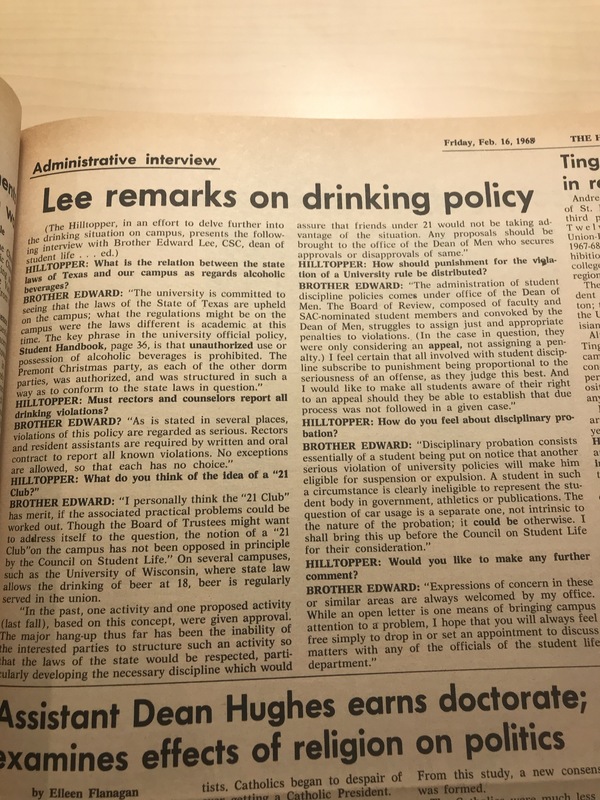 Friday, Feb. 16, 1968
Administrative interview
Lee remarks on drinking policy
(The Hilltopper, in an effort to delve further into
the drinking situation on campus, presents the follow-
ing interview with Brother Edward Lee, CSC, dean of
student life . . . ed.)
HILLTOPPER: What is the relation between the state
laws of Texas and our campus as regards alcoholic
beverages?
BROTHER EDWARD: "The university is committed to
seeing that the laws of the State of Texas are upheld
on the campus; what the regulations might be on the
campus were the laws different is academic at this
time. The key phrase in the university official policy,
Student Handbook, page 36, is that unauthorized use or
possession of alcoholic beverages is prohibited. The
Premont Christmas party, as each of the other dorm
parties, was authorized, and was structured in such a
way as to conform to the state laws in question."
HILLTOPPER: Must rectors and counselors report all
drinking violations?
BROTHER EDWARD? "As is stated in several places,
violations of this policy are regarded as serious. Rectors
and resident assistants are required by written and oral
contract to report all known violations. No exceptions
are allowed, so that each has no choice."
HILLTOPPER: What do you think of the idea of a "21
Club?"
BROTHER EDWARD: "I personally think the "21 Club"
has merit, if the associated practical problems could be
worked out. Though the Board of Trustees might want
to address itself to the question, the notion of a "21
Club"on the campus has not been opposed in principle
by the Council on Student Life." On several campuses,
such as the University of Wisconsin, where state law
allows the drinking of beer at 18, beer is regularly
served in the union.
"In the past, one activity and one proposed activity
(last fall), based on this concept, were given approval.
The major hang-up thus far has been the inability of
the interested parties to structure such an activity so
that the laws of the state would be respected, parti-
cularly developing the necessary discipline which would
assure that friends under 21 would not be taking ad-
vantage of the situation. Any proposals should be
brought to the office of the Dean of Men who secures
approvals or disapprovals of same."
HILLTOPPER: How should punishment for the viola-
tion of a University rule be distributed?
BROTHER EDWARD: "The administration of student
discipline policies comes under office of the Dean of
Men. The Board of Review, composed of faculty and
SAC-nominated student members and convoked by the
Dean of Men, struggles to assign just and appropriate
penalties to violations. (In the case in question, they
were only considering an appeal, not assigning a pen-
alty.) I feel certain that all involved with student discip-
line subscribe to punishment being proportional to the
seriousness of an offense, as they judge this best. And
I would like to make all students aware of their right
to an appeal should they be able to establish that due
process was not followed in a given case."
HILLTOPPER: How do you feel about disciplinary pro-
bation?
BROTHER EDWARD: "Disciplinary probation consists
essentially of a student being put on notice that another
serious violation of university policies will make him
eligible for suspension or expulsion. A student in such
a circumstance is clearly ineligible to represent the stu-
dent body in government, athletics or publications. The
question of car usage is a separate one, not intrinsic to
the nature of the probation; it could be otherwise. I
shall bring this up before the Council on Student Life
for their consideration."
HILLTOPPER: Would you like to make any further
comment?
BROTHER EDWARD: "Expressions of concern in these
or similar areas are always welcomed by my office.
While an open letter is one means of bringing campus
attention to a problem, I hope that you will always feel
free simply to drop in or set an appointment to discuss
matters with any of the officials of the student life
department."
Assistant Dean Hughes earns doctorate;
examines effects of religion on politics
by Eileen Flanagan
tists. Catholics began to despair of
getting a Catholic President.
From this study, a new consens
was formed.